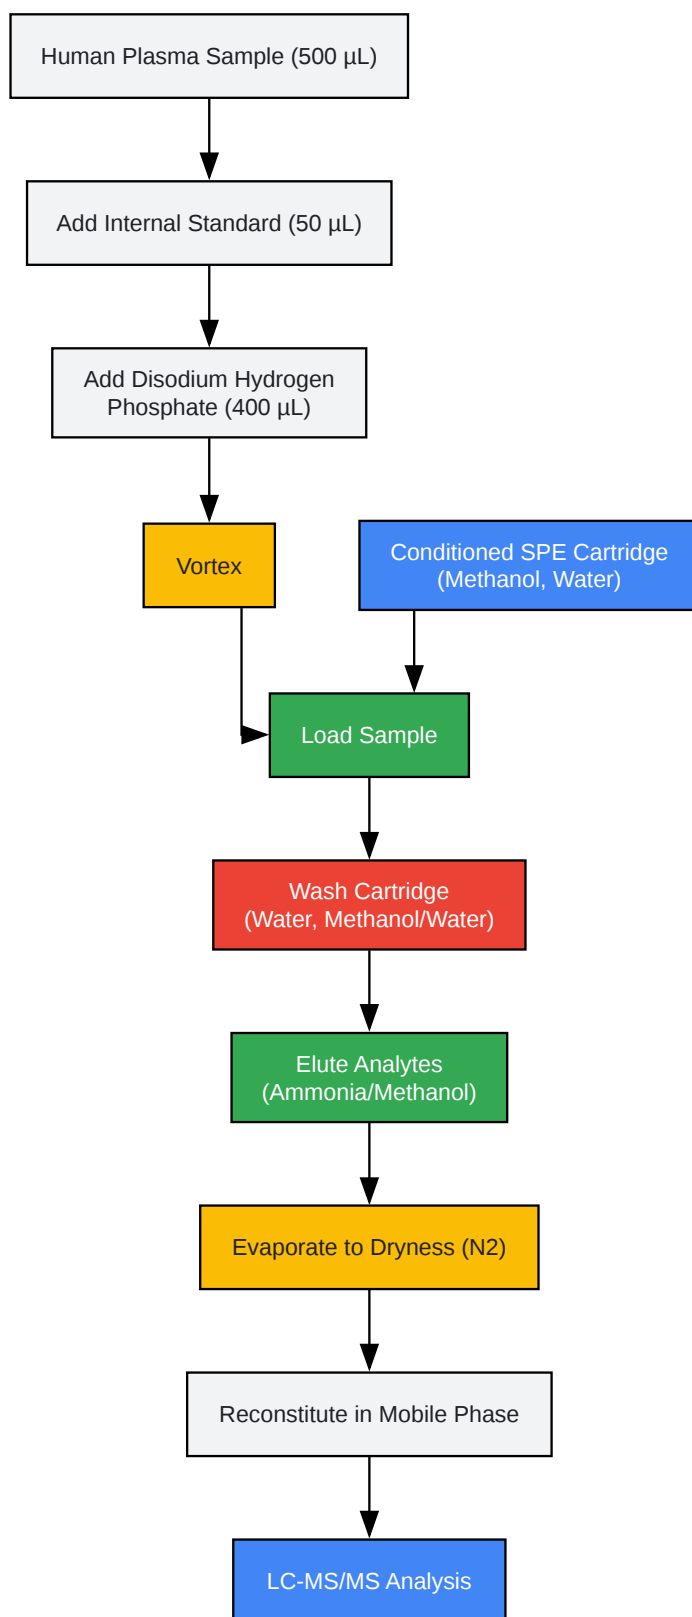 Human Plasma Sample (500 µL)
Add Internal Standard (50 µL)
Add Disodium Hydrogen
Phosphate (400 µL)
Vortex
Conditioned SPE Cartridge
(Methanol, Water)
Load Sample
Wash Cartridge
(Water, Methanol/Water)
Elute Analytes
(Ammonia/Methanol)
Evaporate to Dryness (N2)
Reconstitute in Mobile Phase
LC-MS/MS Analysis